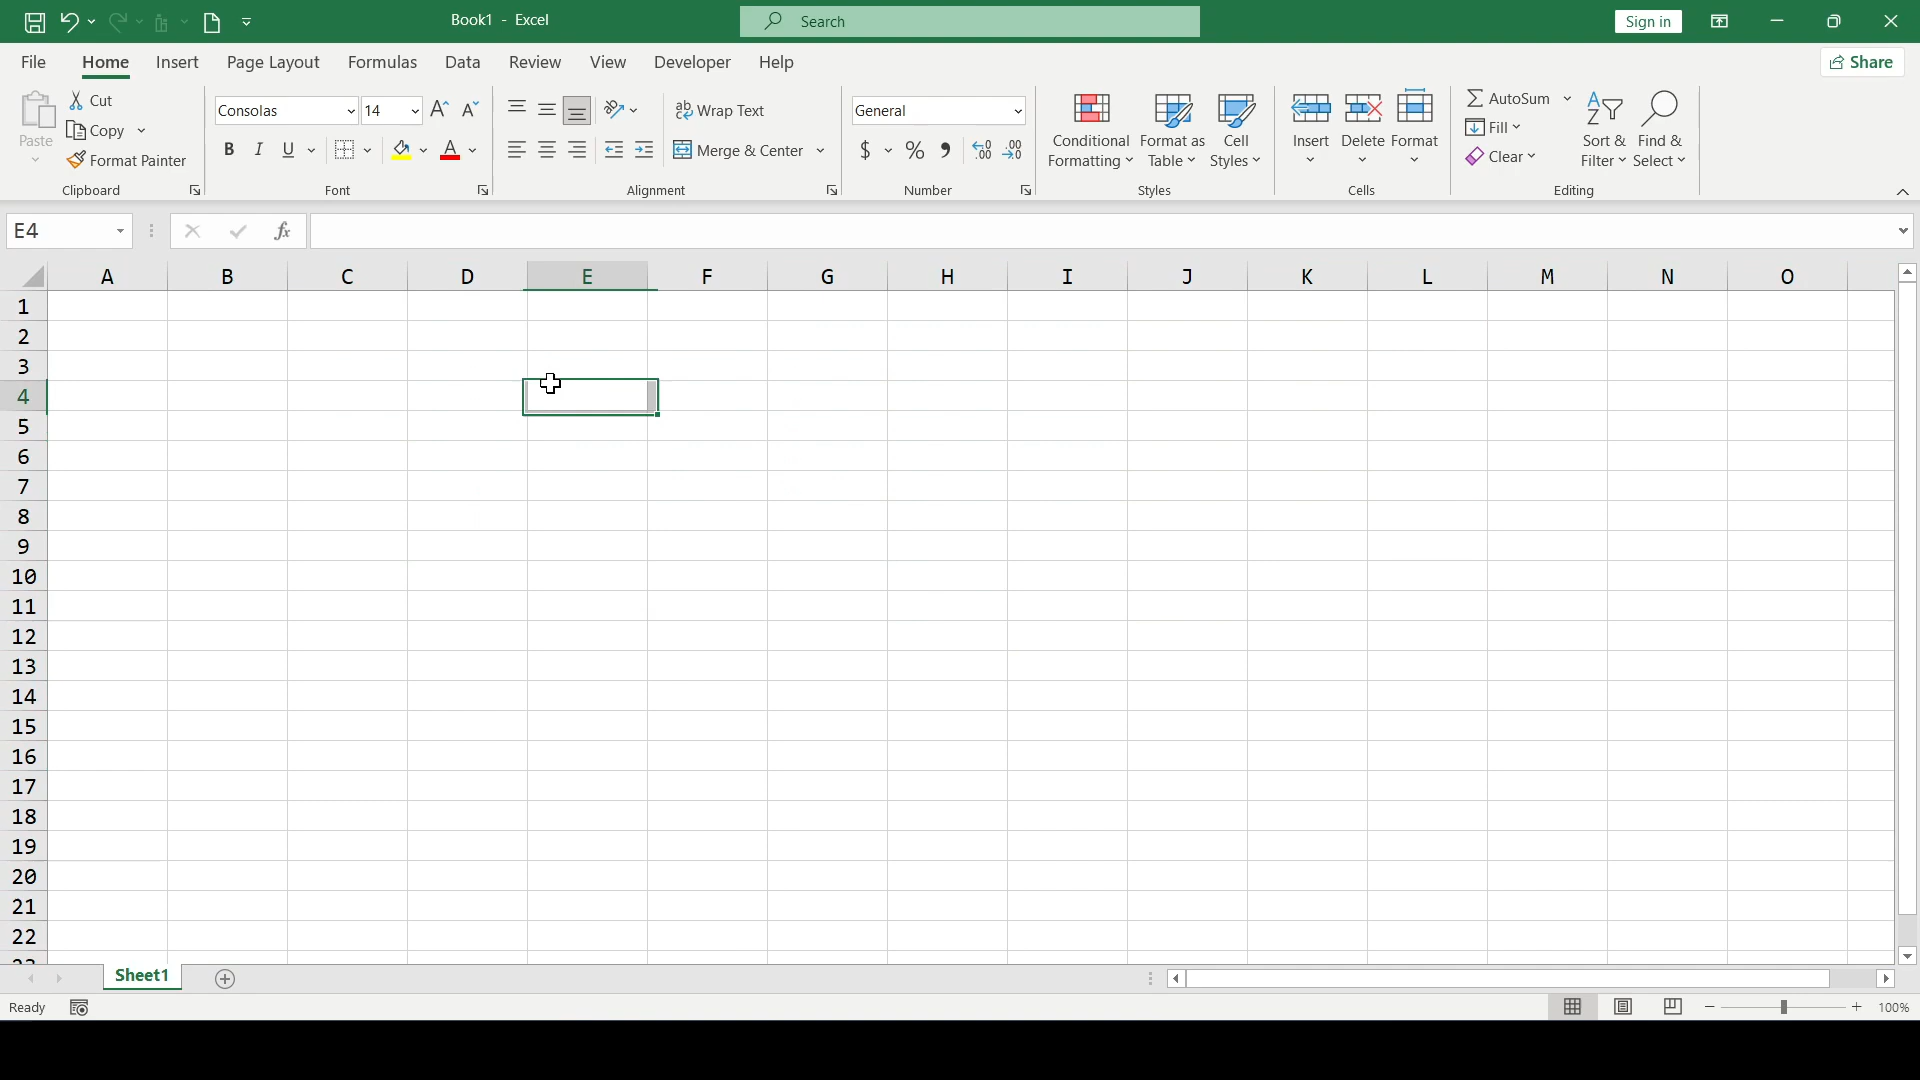 Book1 - Excel
Search
Sign in
File Home Insert Page Layout Formulas Data Review View Developer Help
Share
Paste
Cut
Copy
Format Painter
Clipboard
Consolas 14
B I U
Font
Wrap Text
Merge & Center
Alignment
General
$ % ,
Number
Conditional Formatting
Format as Table
Cell Styles
Styles
Insert Delete Format
Cells
AutoSum
Fill
Clear
Sort & Filter
Find & Select
Editing
E4
fx
A B C D E F G H I J K L M N O
1
2
3
4
5
6
7
8
9
10
11
12
13
14
15
16
17
18
19
20
21
22
23
Sheet1
Ready
100%